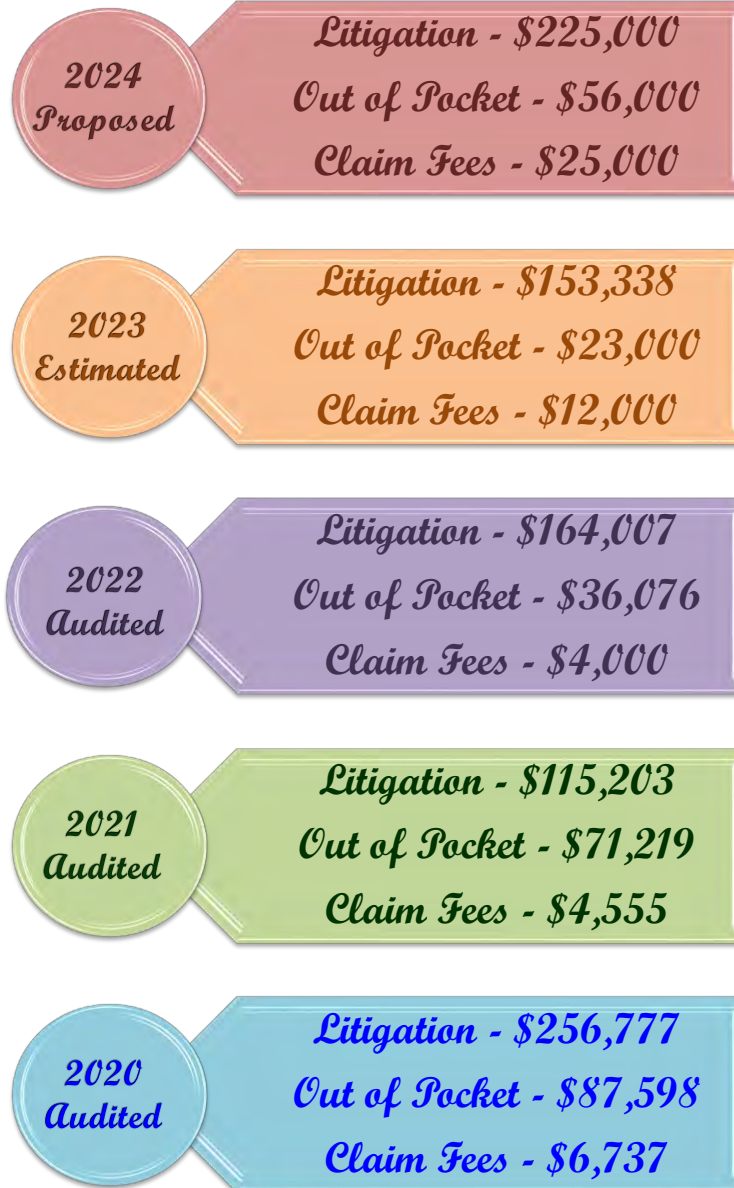 2024
Proposed
Litigation - $225,000
Out of Pocket - $56,000
Claim Fees - $25,000
2023
Estimated
Litigation - $153,338
Out of Pocket - $23,000
Claim Fees - $12,000
2022
Audited
Litigation - $164,007
Out of Pocket - $36,076
Claim Fees - $4,000
2021
Audited
Litigation - $115,203
Out of Pocket - $71,219
Claim Fees - $4,555
2020
Audited
Litigation - $256,777
Out of Pocket - $87,598
Claim Fees - $6,737